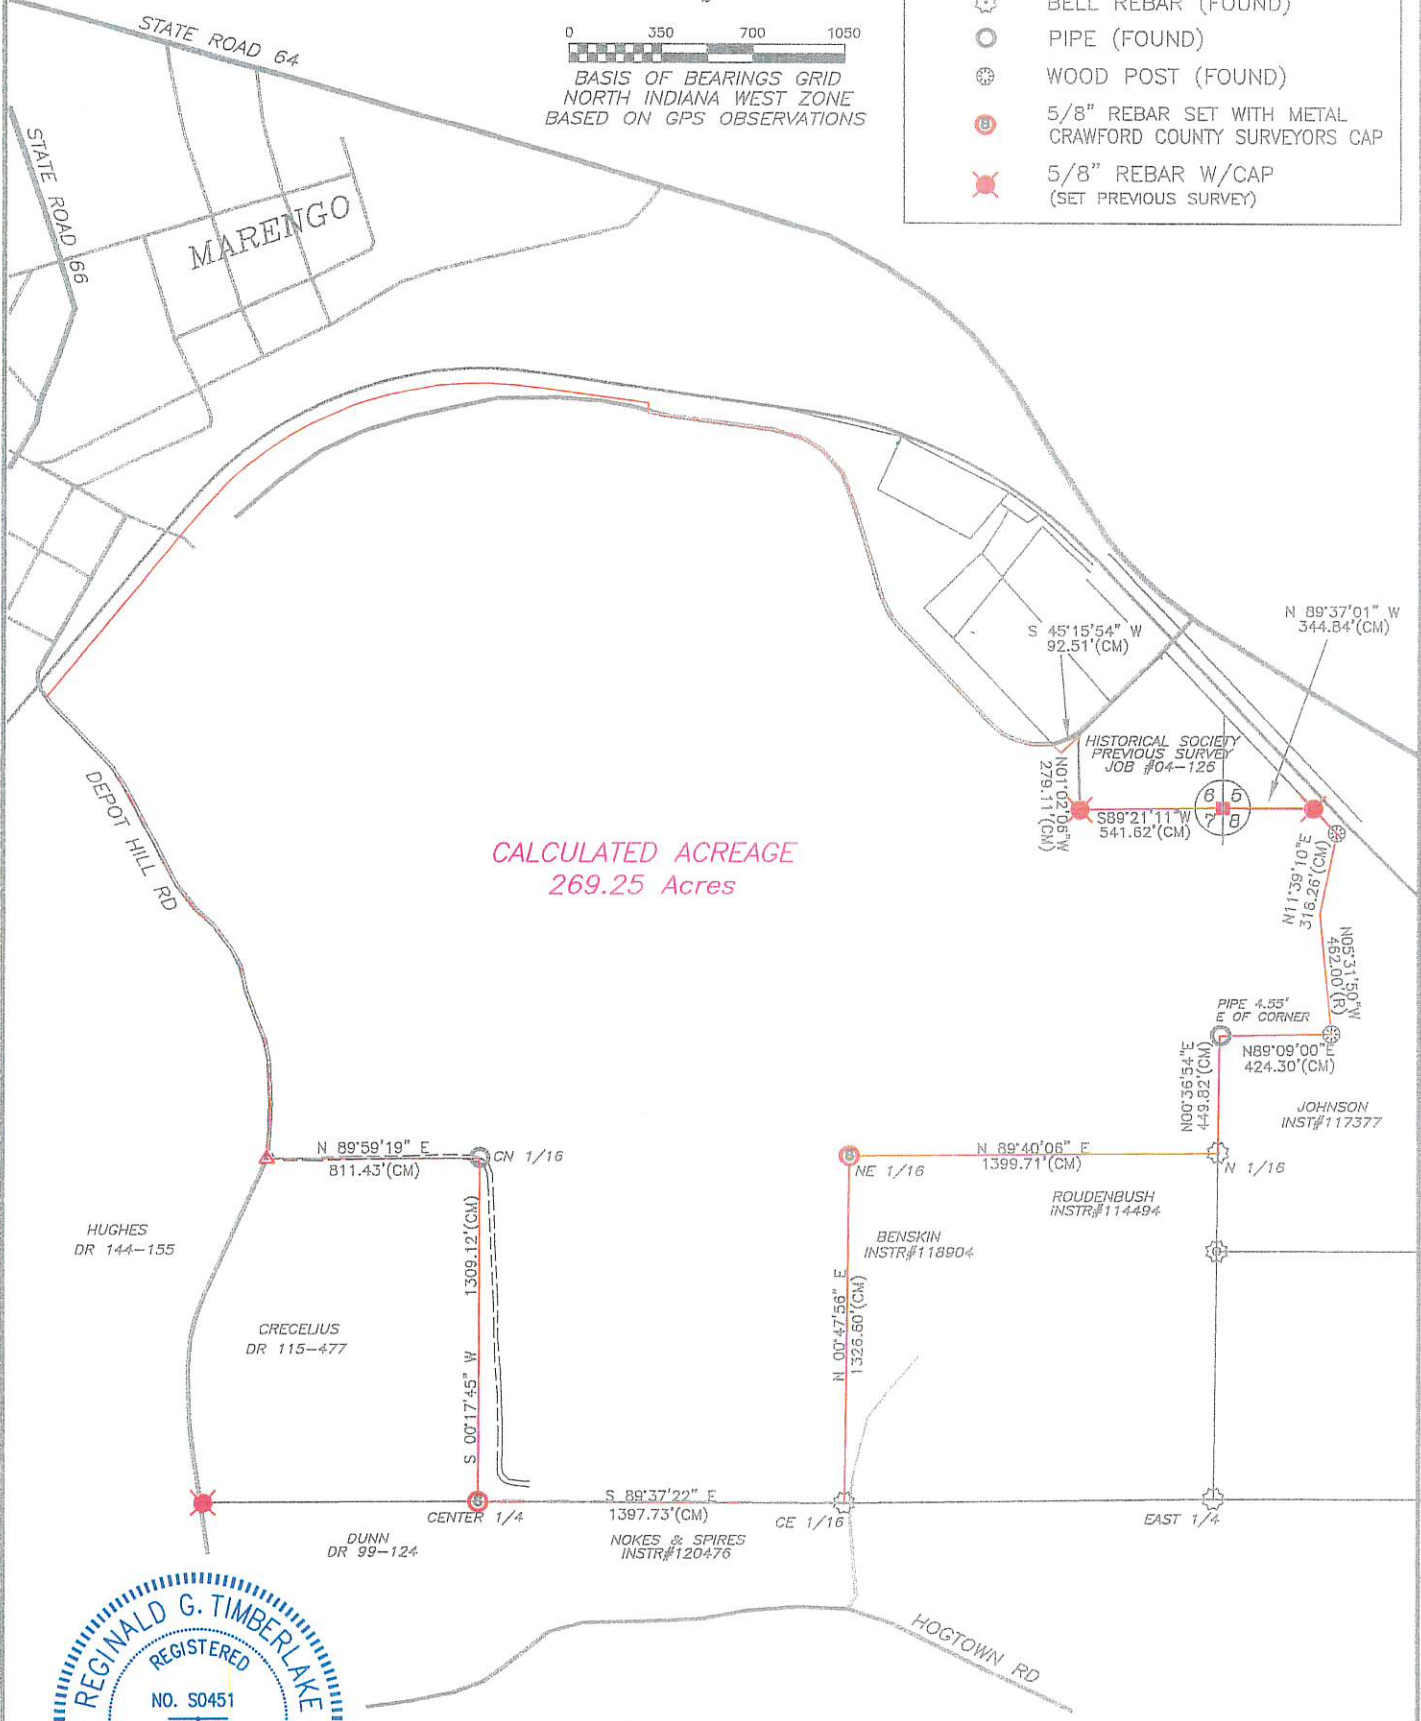 BELL REBAR (FOUND)
PIPE (FOUND)
WOOD POST (FOUND)
5/8" REBAR SET WITH METAL
CRAWFORD COUNTY SURVEYORS CAP
5/8" REBAR W/CAP
(SET PREVIOUS SURVEY)
0 350 700 1050
BASIS OF BEARINGS GRID
NORTH INDIANA WEST ZONE
BASED ON GPS OBSERVATIONS
STATE ROAD 64
STATE ROAD 66
MARENGO
N 89°37'01" W
344.84'(CM)
S 45°15'54" W
92.51'(CM)
HISTORICAL SOCIETY
PREVIOUS SURVEY
JOB #04-126
N01°02'06"W
279.11'(CM)
6 5
7 8
S89°21'11"W
541.62'(CM)
DEPOT HILL RD
CALCULATED ACREAGE
269.25 Acres
N11°39'10"E
316.26'(CM)
N05°31'50"W
462.00'(R)
PIPE 4.55'
E OF CORNER
N89°09'00"E
424.30'(CM)
N00°36'54"E
449.82'(CM)
JOHNSON
INST#117377
N 89°59'19" E
811.43'(CM)
CN 1/16
N 89°40'06" E
1399.71'(CM)
NE 1/16
N 1/16
ROUDENBUSH
INSTR#114494
HUGHES
DR 144-155
BENSKIN
INSTR#118904
1309.12'(CM)
S 00°17'45" W
N 00°47'56" E
1326.60'(CM)
CRECELIUS
DR 115-477
S 89°37'22" E
1397.73'(CM)
CENTER 1/4
CE 1/16
EAST 1/4
DUNN
DR 99-124
NOKES & SPIRES
INSTR#120476
HOGTOWN RD
REGINALD G. TIMBERLAKE
REGISTERED
NO. S0451